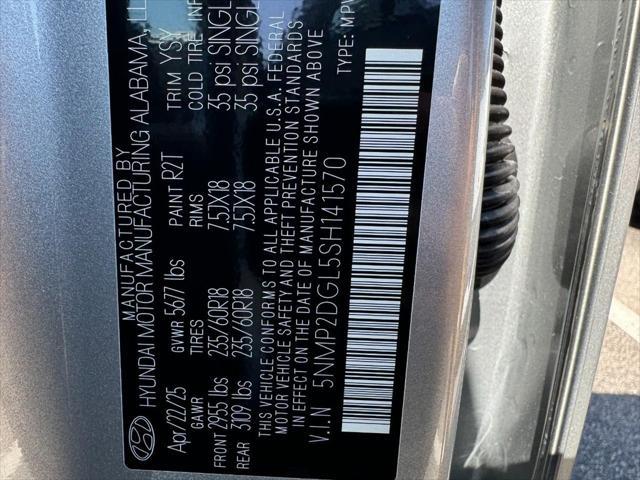 MANUFACTURED BY
HYUNDAI MOTOR MANUFACTURING ALABAMA,
Apr/22/25 GVWR 5677 lbs PAINT R2T TRIM YSY
GAWR TIRES RIMS COLD TIRE INF
FRONT 2955 lbs 235/60R18 7.5JX18 35 psi SINGL
REAR 3109 lbs 235/60R18 7.5JX18 35 psi SINGL
THIS VEHICLE CONFORMS TO ALL APPLICABLE U.S.A. FEDERAL
MOTOR VEHICLE SAFETY AND THEFT PREVENTION STANDARDS
IN EFFECT ON THE DATE OF MANUFACTURE SHOWN ABOVE
V.I.N 5NMP2DGL5SH141570 TYPE: MPV